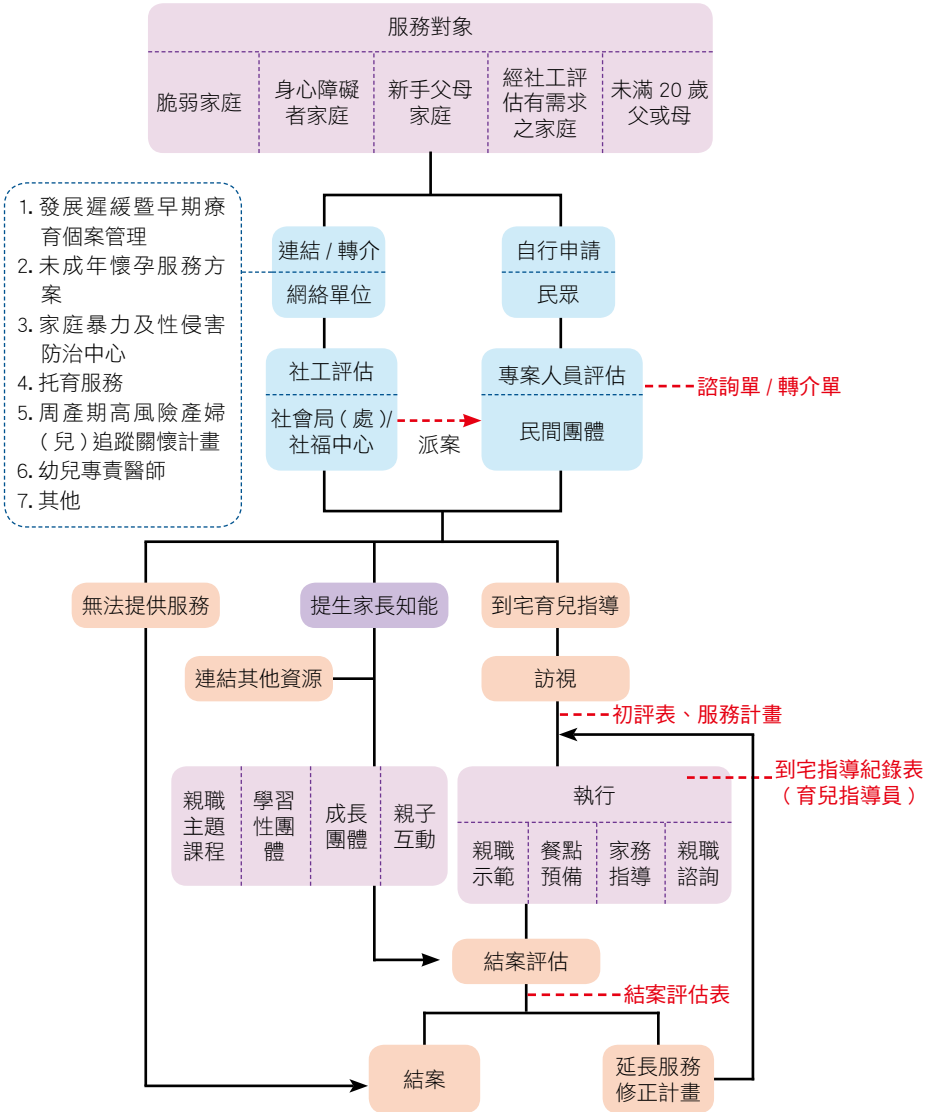 服務對象
脆弱家庭
身心障礙
者家庭
新手父母
家庭
經社工評
估有需求
之家庭
未滿 20 歲
父或母
1. 發展遲緩暨早期療
育個案管理
2. 未成年懷孕服務方
案
3. 家庭暴力及性侵害
防治中心
4. 托育服務
5. 周產期高風險產婦
（兒）追蹤關懷計畫
6. 幼兒專責醫師
7. 其他
連結 / 轉介
網絡單位
自行申請
民眾
社工評估
社會局（處）/
社福中心
派案
專案人員評估
民間團體
諮詢單 / 轉介單
無法提供服務
提生家長知能
到宅育兒指導
連結其他資源
訪視
初評表、服務計畫
到宅指導紀錄表
（育兒指導員）
親職
主題
課程
學習
性團
體
成長
團體
親子
互動
執行
親職
示範
餐點
預備
家務
指導
親職
諮詢
結案評估
結案評估表
結案
延長服務
修正計畫